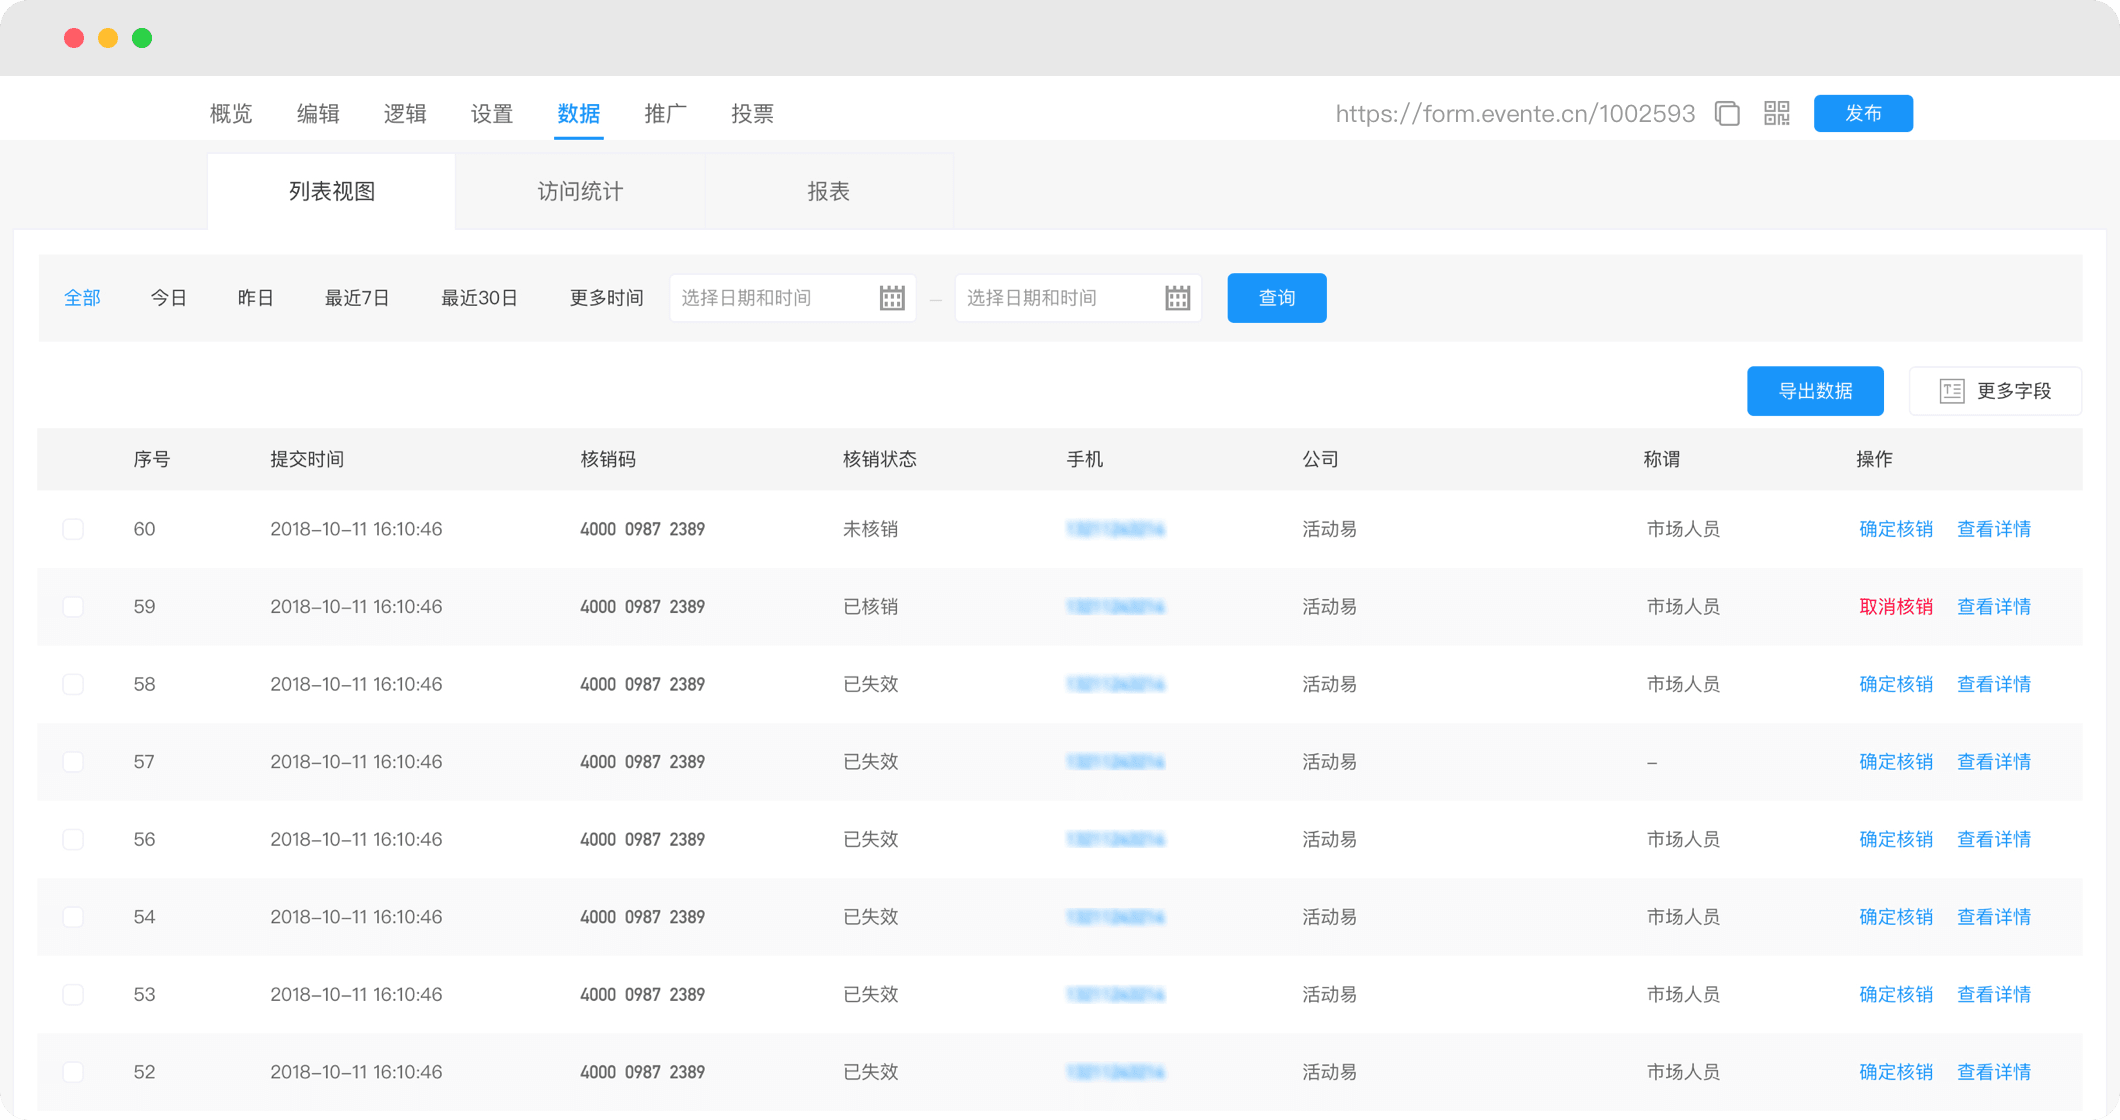 概览 编辑 逻辑 设置 数据 推广 投票 https://form.evente.cn/1002593 发布
列表视图 访问统计 报表
全部 今日 昨日 最近7日 最近30日 更多时间 选择日期和时间 — 选择日期和时间 查询
导出数据 更多字段
序号 提交时间 核销码 核销状态 手机 公司 称谓 操作
60 2018-10-11 16:10:46 4000 0987 2389 未核销 活动易 市场人员 确定核销 查看详情
59 2018-10-11 16:10:46 4000 0987 2389 已核销 活动易 市场人员 取消核销 查看详情
58 2018-10-11 16:10:46 4000 0987 2389 已失效 活动易 市场人员 确定核销 查看详情
57 2018-10-11 16:10:46 4000 0987 2389 已失效 活动易 – 确定核销 查看详情
56 2018-10-11 16:10:46 4000 0987 2389 已失效 活动易 市场人员 确定核销 查看详情
54 2018-10-11 16:10:46 4000 0987 2389 已失效 活动易 市场人员 确定核销 查看详情
53 2018-10-11 16:10:46 4000 0987 2389 已失效 活动易 市场人员 确定核销 查看详情
52 2018-10-11 16:10:46 4000 0987 2389 已失效 活动易 市场人员 确定核销 查看详情